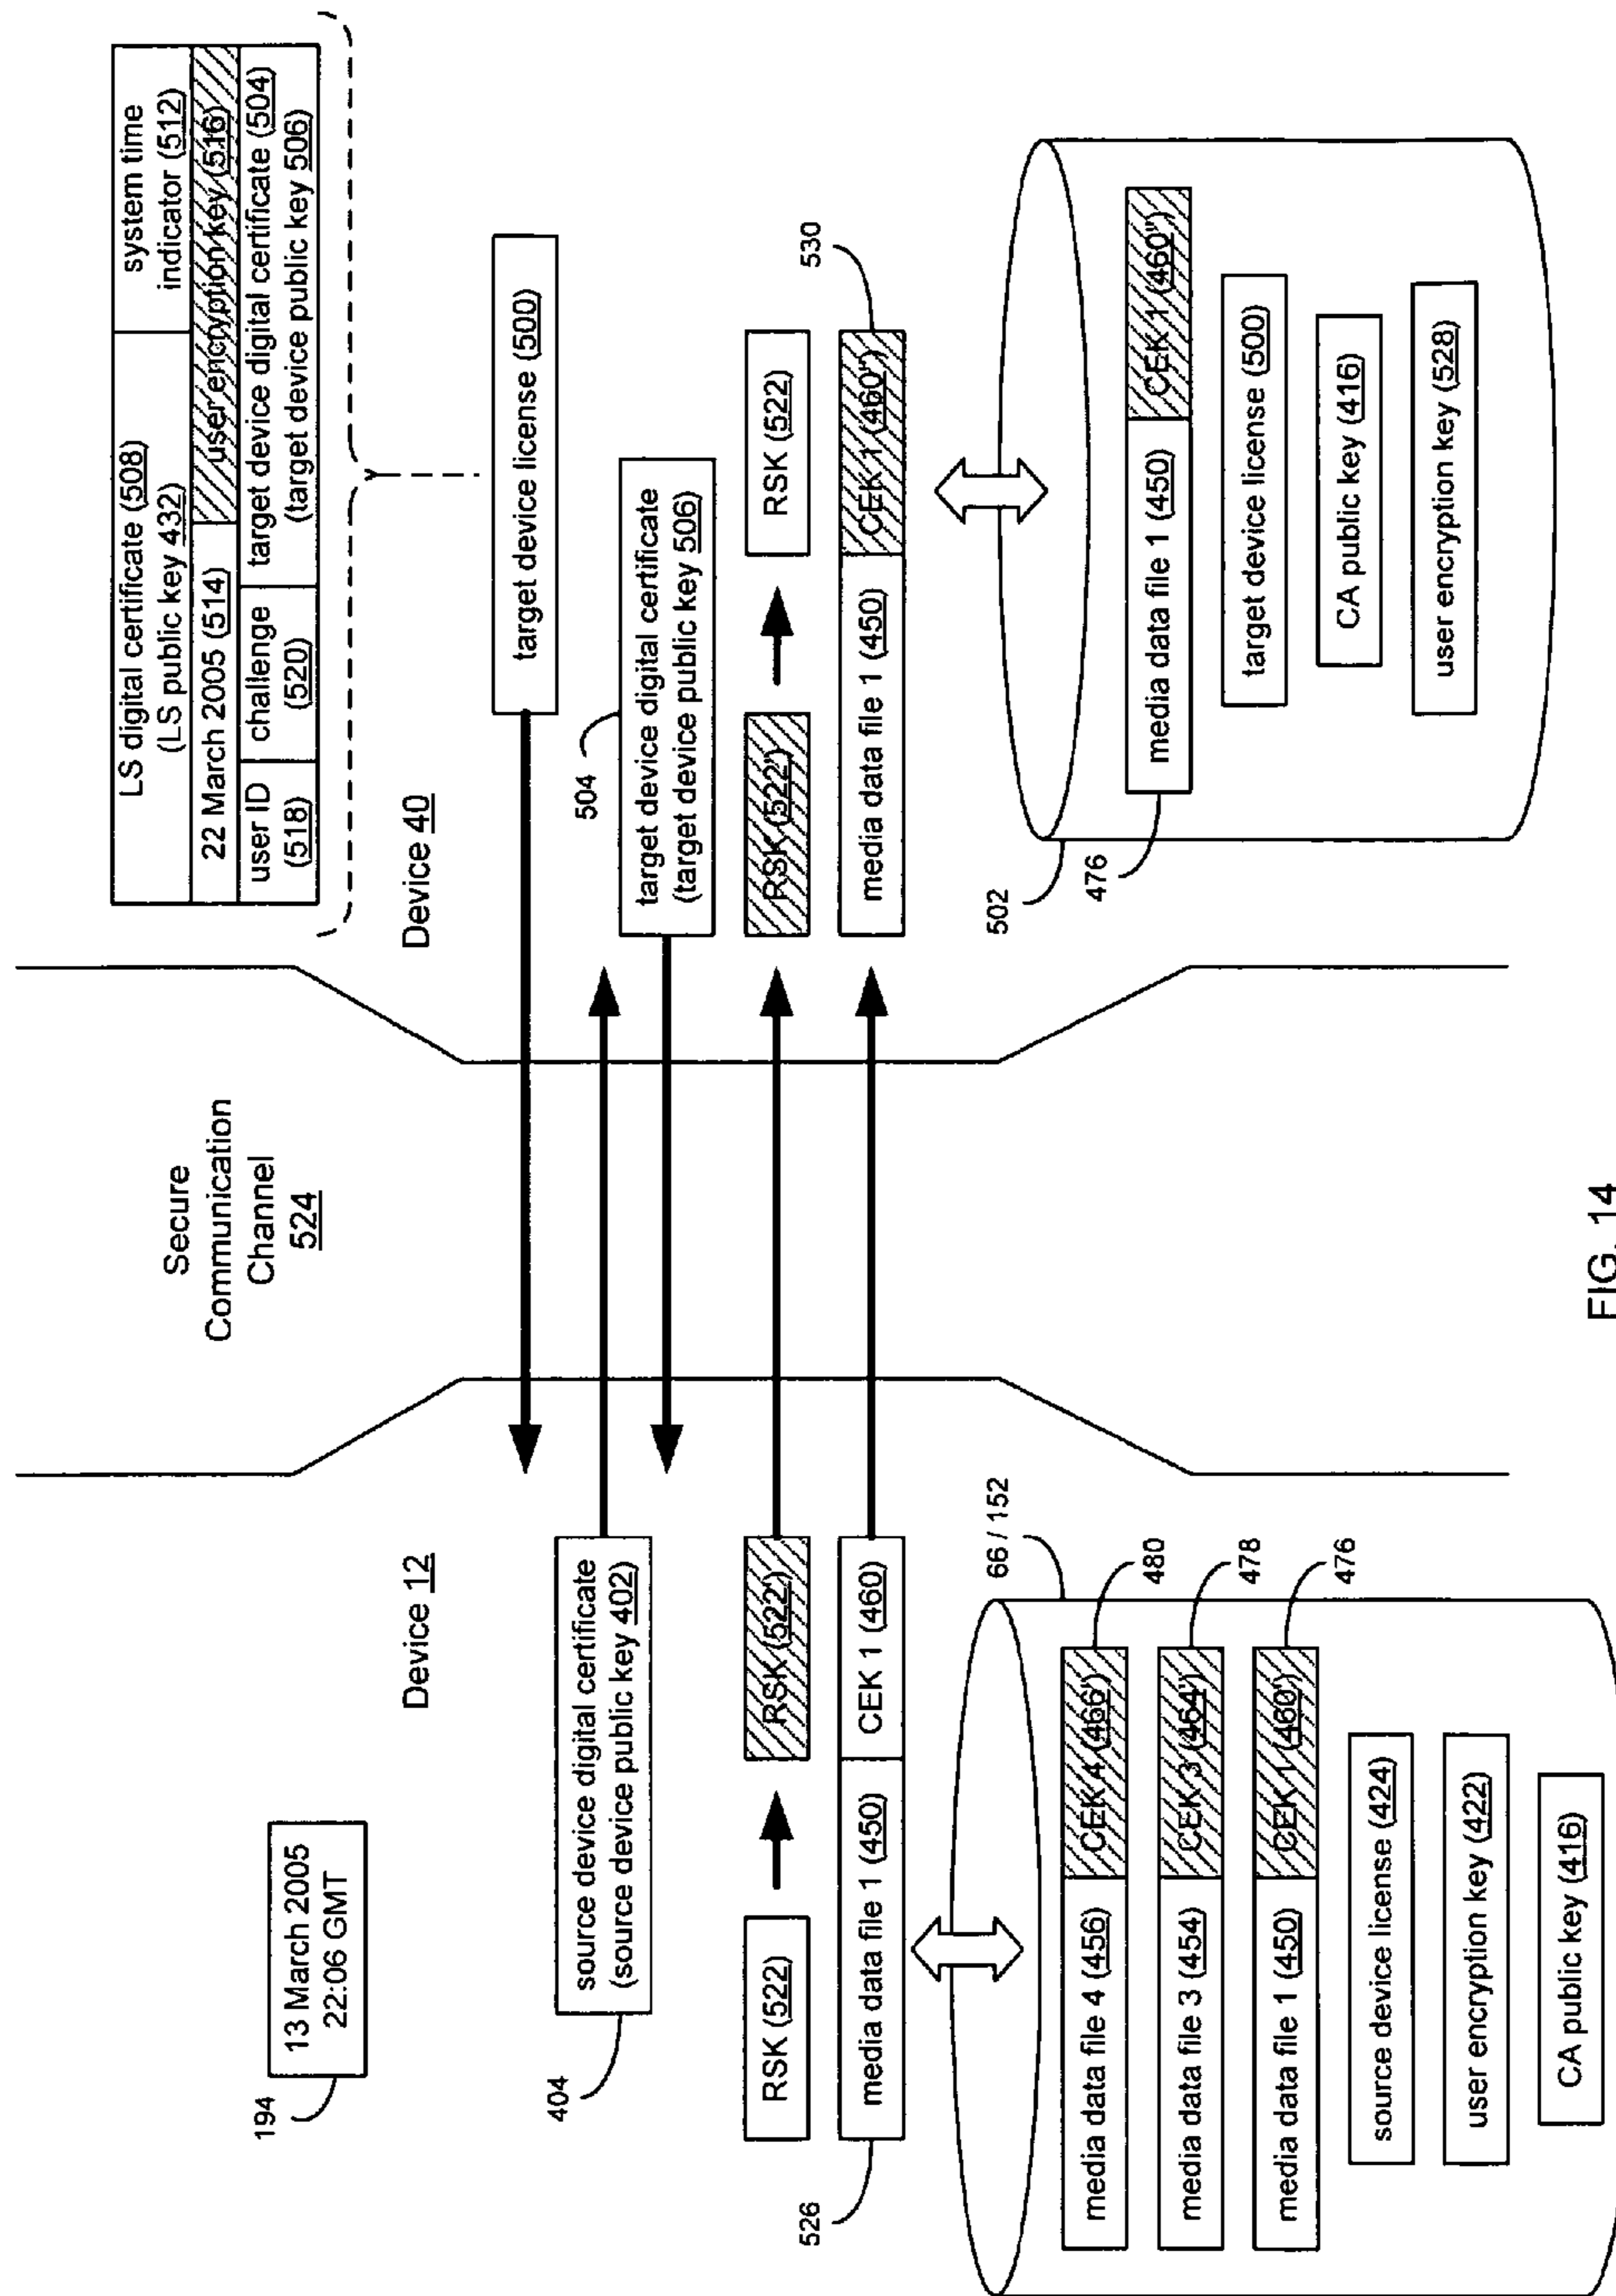 194
13 March 2005
22:06 GMT
Secure
Communication
Channel
524
LS digital certificate (508)
(LS public key 432)
system time
indicator (512)
22 March 2005 (514)
user encryption key (516)
user ID
(518)
challenge
(520)
target device digital certificate (504)
(target device public key 506)
Device 12
Device 40
target device license (500)
404
source device digital certificate
(source device public key 402)
504
target device digital certificate
(target device public key 506)
RSK (522)
RSK (522')
RSK (522')
RSK (522)
526
media data file 1 (450)
CEK 1 (460)
media data file 1 (450)
CEK 1 (460")
530
66 / 152
media data file 4 (456)
CEK 4 (466')
480
media data file 3 (454)
CEK 3 (464')
478
media data file 1 (450)
CEK 1 (460')
476
source device license (424)
user encryption key (422)
CA public key (416)
502
476
media data file 1 (450)
CEK 1 (460")
target device license (500)
CA public key (416)
user encryption key (528)
FIG. 14